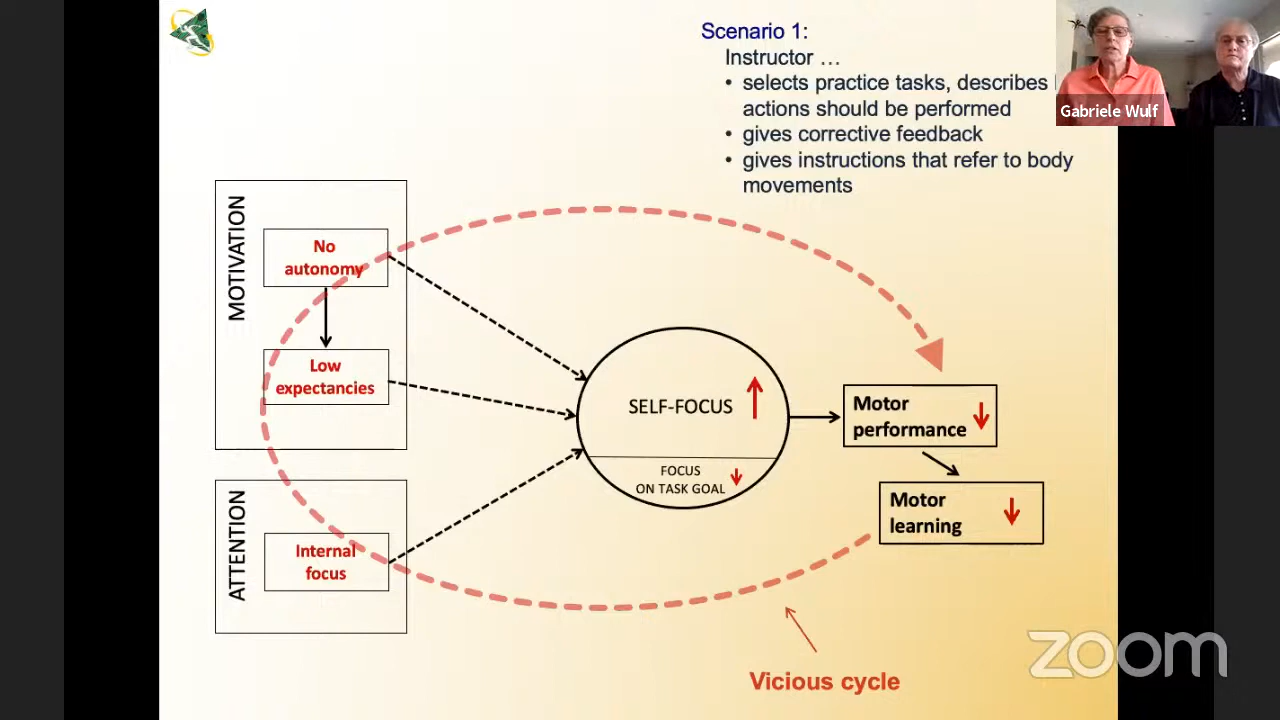 Scenario 1:
Instructor …
• selects practice tasks, describes
actions should be performed
• gives corrective feedback
• gives instructions that refer to body
movements
Gabriele Wulf
MOTIVATION
No
autonomy
Low
expectancies
ATTENTION
Internal
focus
SELF-FOCUS
FOCUS
ON TASK GOAL
Motor
performance
Motor
learning
Vicious cycle
zoom